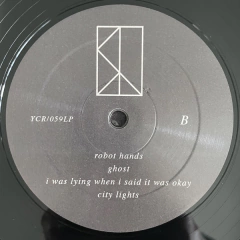 YCR/059LP
B
robot hands
ghost
i was lying when i said it was okay
city lights